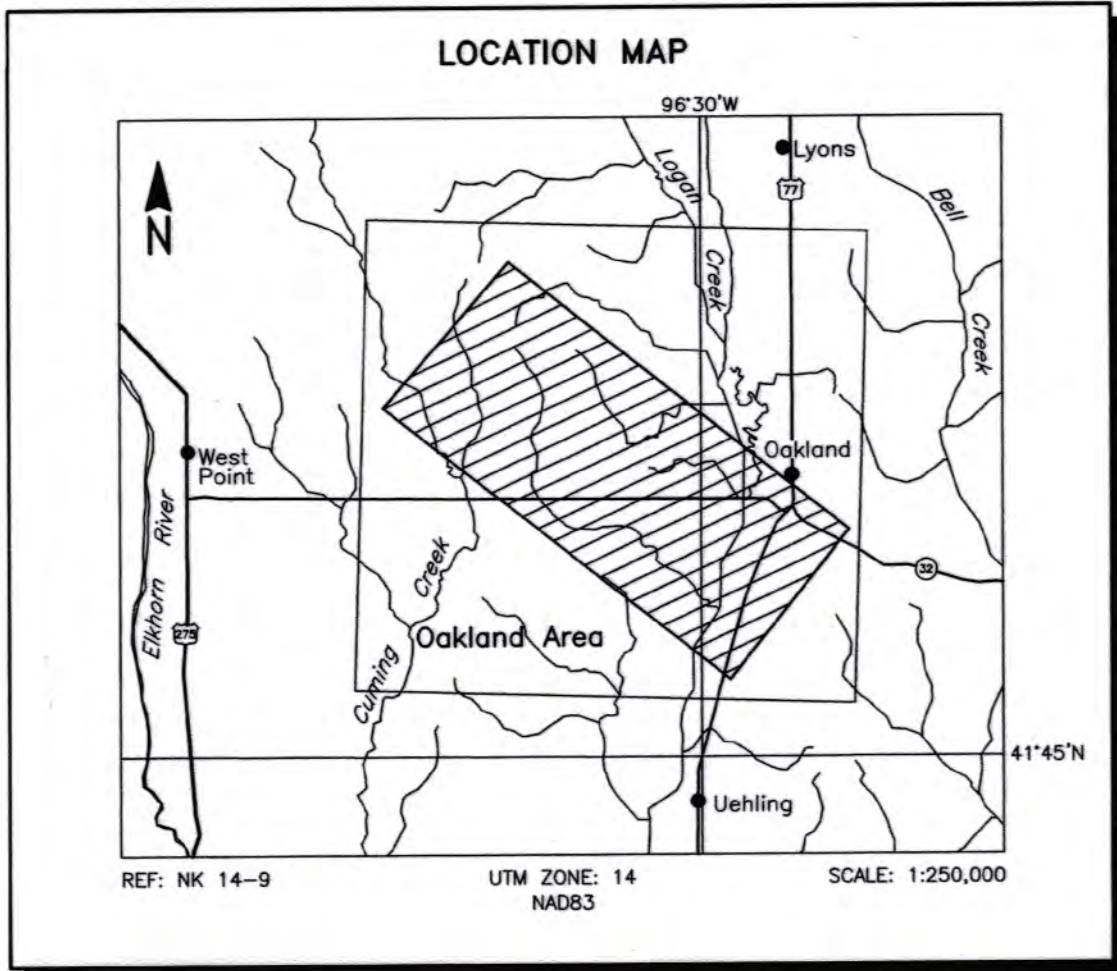 LOCATION MAP
96°30'W
Lyons
77
Logan
Creek
Bell
Creek
N
West
Point
Oakland
Elkhorn River
275
32
Creek
Cuming
Oakland Area
41°45'N
Uehling
REF: NK 14-9
UTM ZONE: 14
NAD83
SCALE: 1:250,000